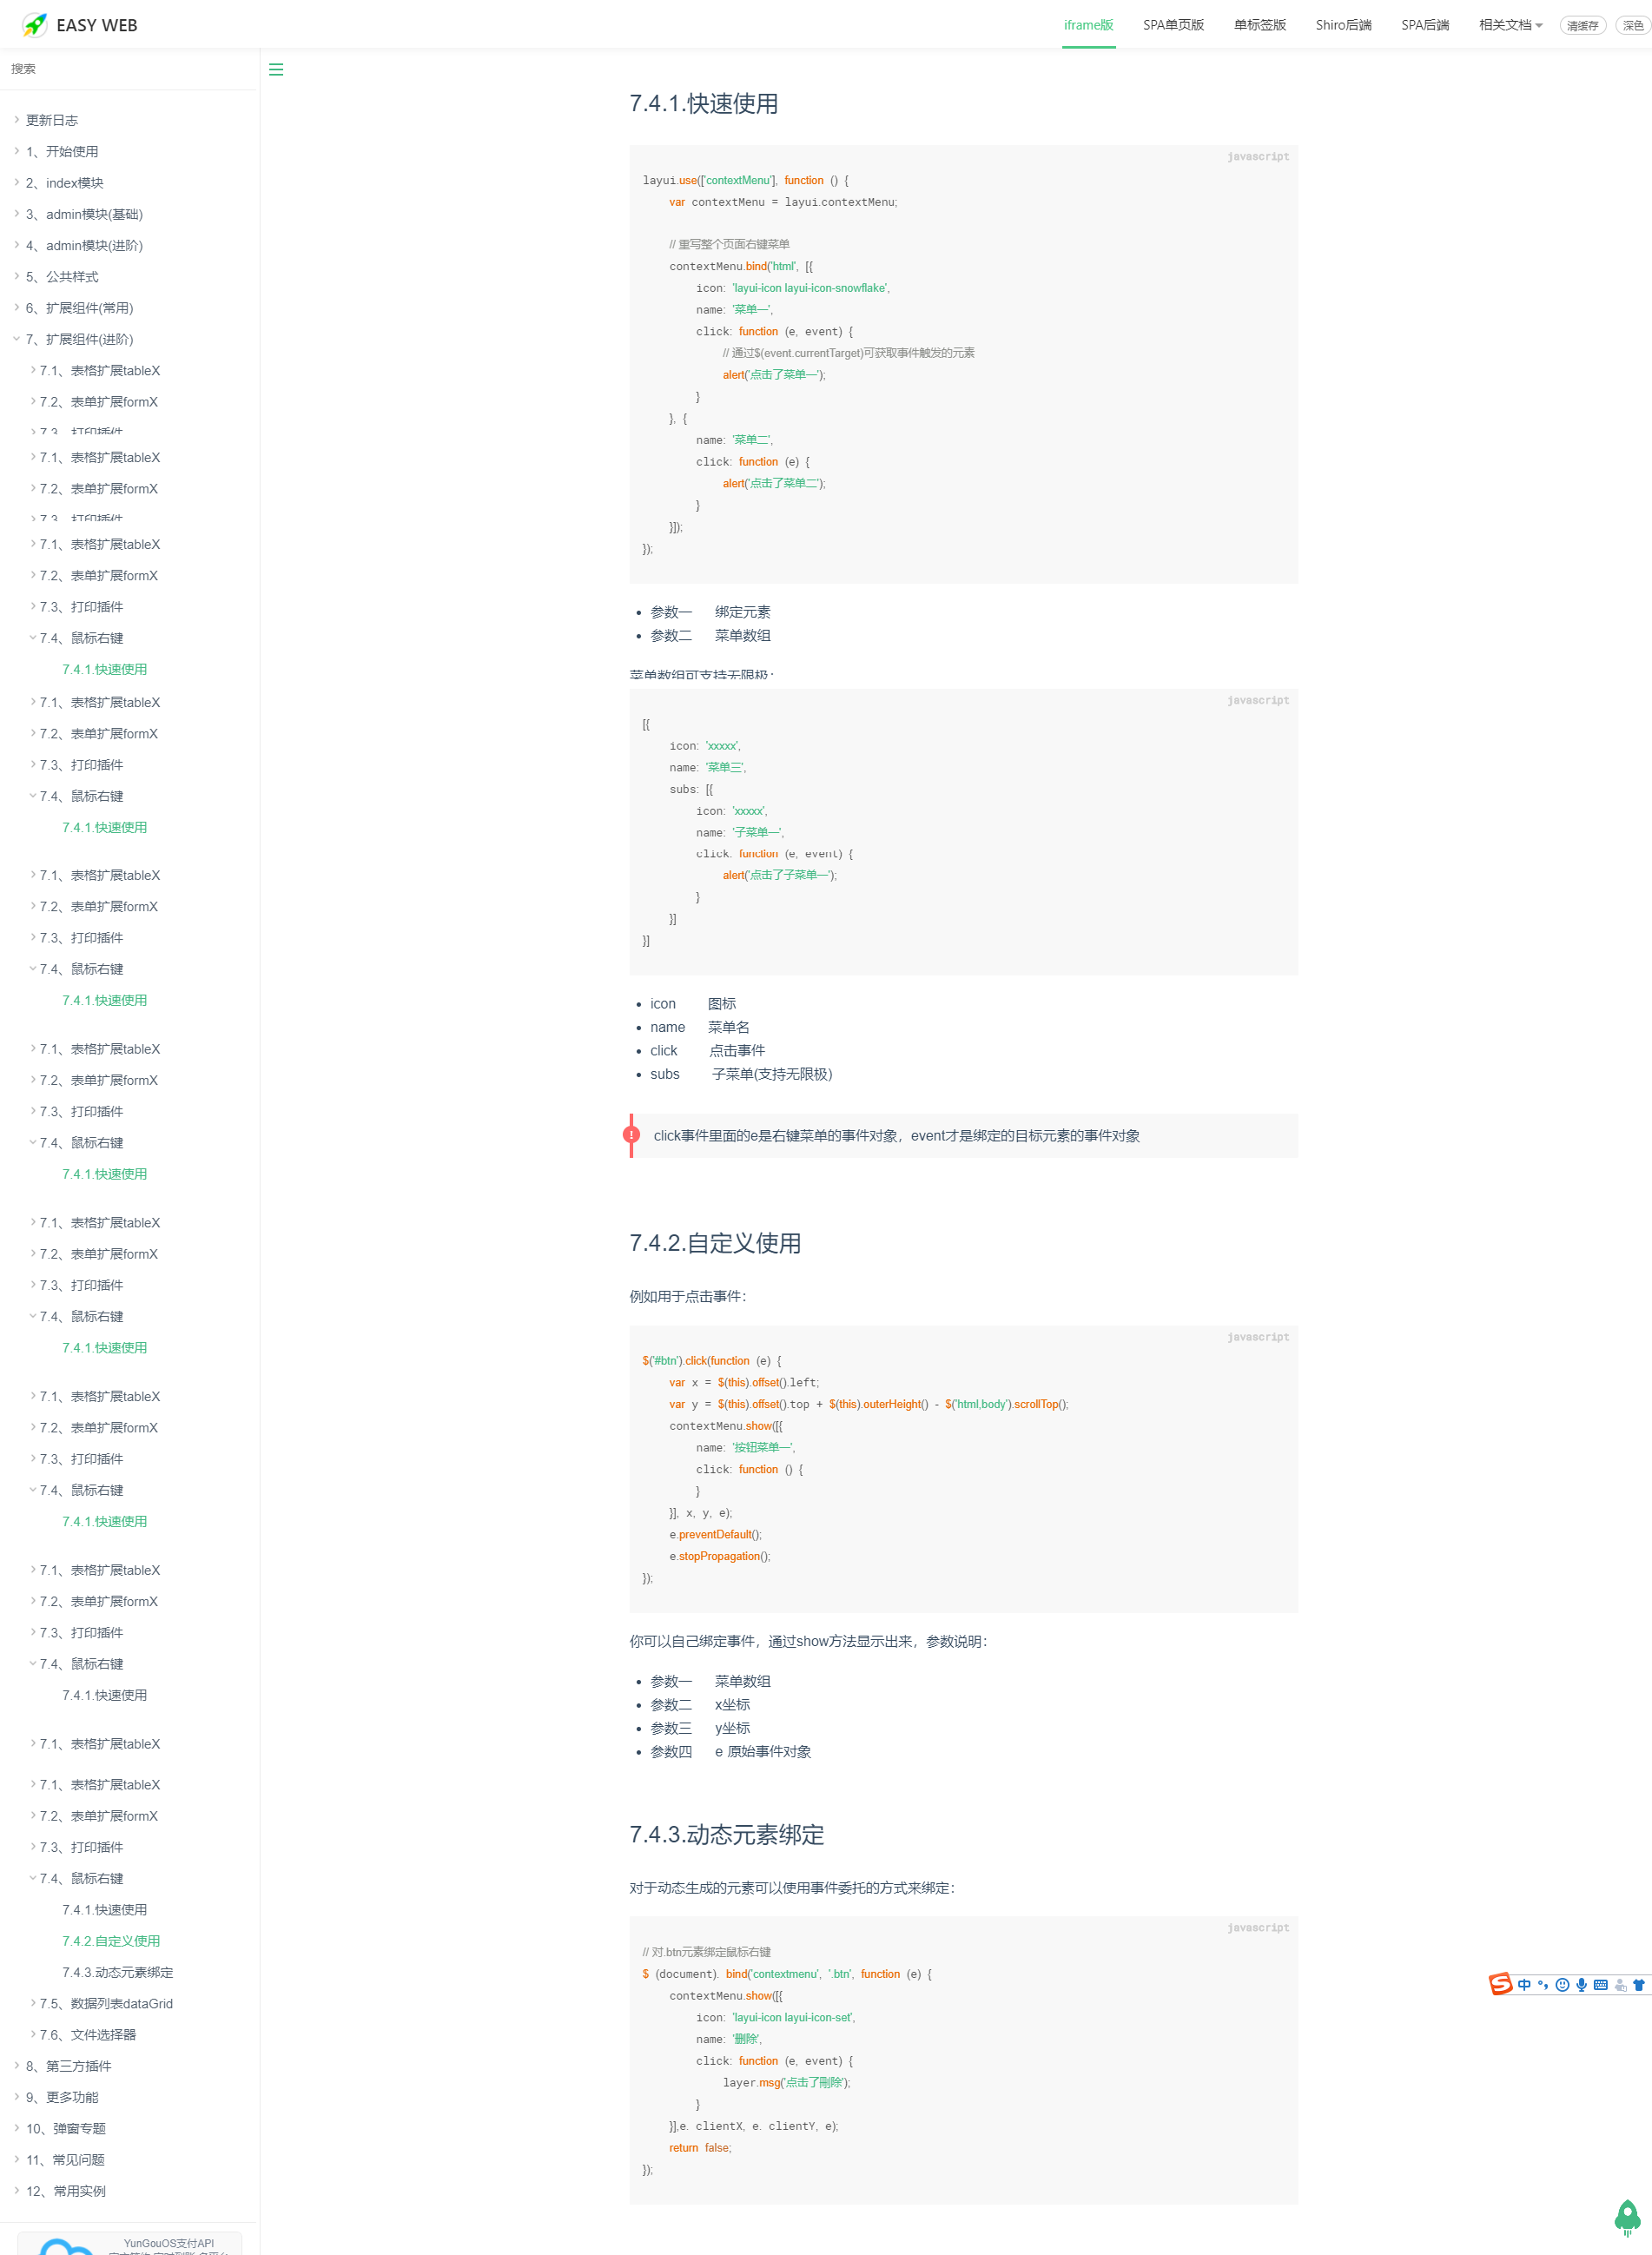 EASY WEB
iframe版
SPA单页版
单标签版
Shiro后端
SPA后端
相关文档
清缓存
深色
搜索
更新日志
1、开始使用
2、index模块
3、admin模块(基础)
4、admin模块(进阶)
5、公共样式
6、扩展组件(常用)
7、扩展组件(进阶)
7.1、表格扩展tableX
7.2、表单扩展formX
7.3、打印插件
7.1、表格扩展tableX
7.2、表单扩展formX
7.3、打印插件
7.1、表格扩展tableX
7.2、表单扩展formX
7.3、打印插件
7.4、鼠标右键
7.4.1.快速使用
7.1、表格扩展tableX
7.2、表单扩展formX
7.3、打印插件
7.4、鼠标右键
7.4.1.快速使用
7.1、表格扩展tableX
7.2、表单扩展formX
7.3、打印插件
7.4、鼠标右键
7.4.1.快速使用
7.1、表格扩展tableX
7.2、表单扩展formX
7.3、打印插件
7.4、鼠标右键
7.4.1.快速使用
7.1、表格扩展tableX
7.2、表单扩展formX
7.3、打印插件
7.4、鼠标右键
7.4.1.快速使用
7.1、表格扩展tableX
7.2、表单扩展formX
7.3、打印插件
7.4、鼠标右键
7.4.1.快速使用
7.1、表格扩展tableX
7.2、表单扩展formX
7.3、打印插件
7.4、鼠标右键
7.4.1.快速使用
7.1、表格扩展tableX
7.1、表格扩展tableX
7.2、表单扩展formX
7.3、打印插件
7.4、鼠标右键
7.4.1.快速使用
7.4.2.自定义使用
7.4.3.动态元素绑定
7.5、数据列表dataGrid
7.6、文件选择器
8、第三方插件
9、更多功能
10、弹窗专题
11、常见问题
12、常用实例
YunGouOS支付API
7.4.1.快速使用
javascript
layui.use(['contextMenu'], function () {
    var contextMenu = layui.contextMenu;
    // 重写整个页面右键菜单
    contextMenu.bind('html', [{
        icon: 'layui-icon layui-icon-snowflake',
        name: '菜单一',
        click: function (e, event) {
            // 通过$(event.currentTarget)可获取事件触发的元素
            alert('点击了菜单一');
        }
    }, {
        name: '菜单二',
        click: function (e) {
            alert('点击了菜单二');
        }
    }]);
});
• 参数一 绑定元素
• 参数二 菜单数组
菜单数组可支持无限极：
javascript
[{
    icon: 'xxxxx',
    name: '菜单三',
    subs: [{
        icon: 'xxxxx',
        name: '子菜单一',
        click: function (e, event) {
            alert('点击了子菜单一');
        }
    }]
}]
• icon 图标
• name 菜单名
• click 点击事件
• subs 子菜单(支持无限极)
! click事件里面的e是右键菜单的事件对象，event才是绑定的目标元素的事件对象
7.4.2.自定义使用
例如用于点击事件：
javascript
$('#btn').click(function (e) {
    var x = $(this).offset().left;
    var y = $(this).offset().top + $(this).outerHeight() - $('html,body').scrollTop();
    contextMenu.show([{
        name: '按钮菜单一',
        click: function () {
        }
    }], x, y, e);
    e.preventDefault();
    e.stopPropagation();
});
你可以自己绑定事件，通过show方法显示出来，参数说明：
• 参数一 菜单数组
• 参数二 x坐标
• 参数三 y坐标
• 参数四 e 原始事件对象
7.4.3.动态元素绑定
对于动态生成的元素可以使用事件委托的方式来绑定：
javascript
// 对.btn元素绑定鼠标右键
$ (document). bind('contextmenu', '.btn', function (e) {
    contextMenu.show([{
        icon: 'layui-icon layui-icon-set',
        name: '删除',
        click: function (e, event) {
            layer.msg('点击了刪除');
        }
    }],e. clientX, e. clientY, e);
    return false;
});
S 中